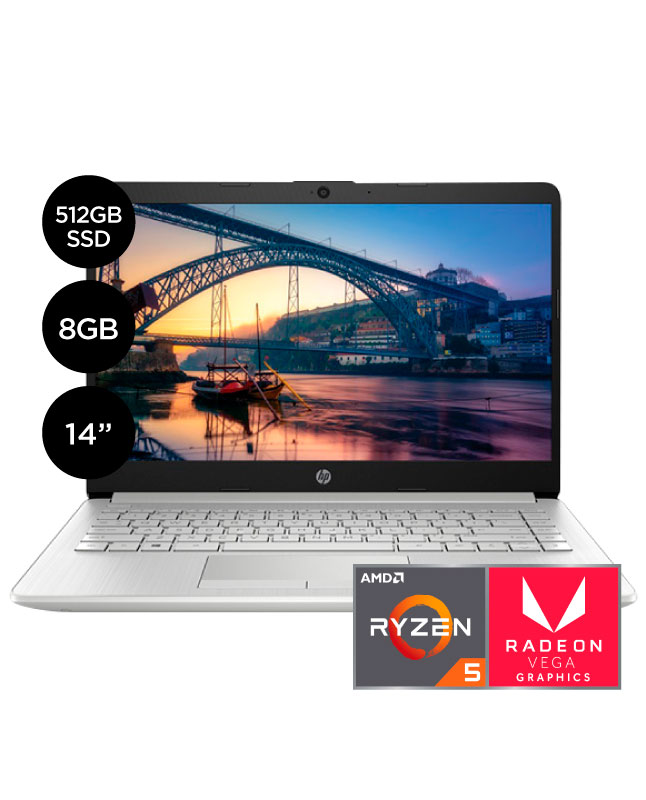 512GB
SSD
8GB
14”
hp
AMD
RYZEN
5
RADEON
VEGA
GRAPHICS